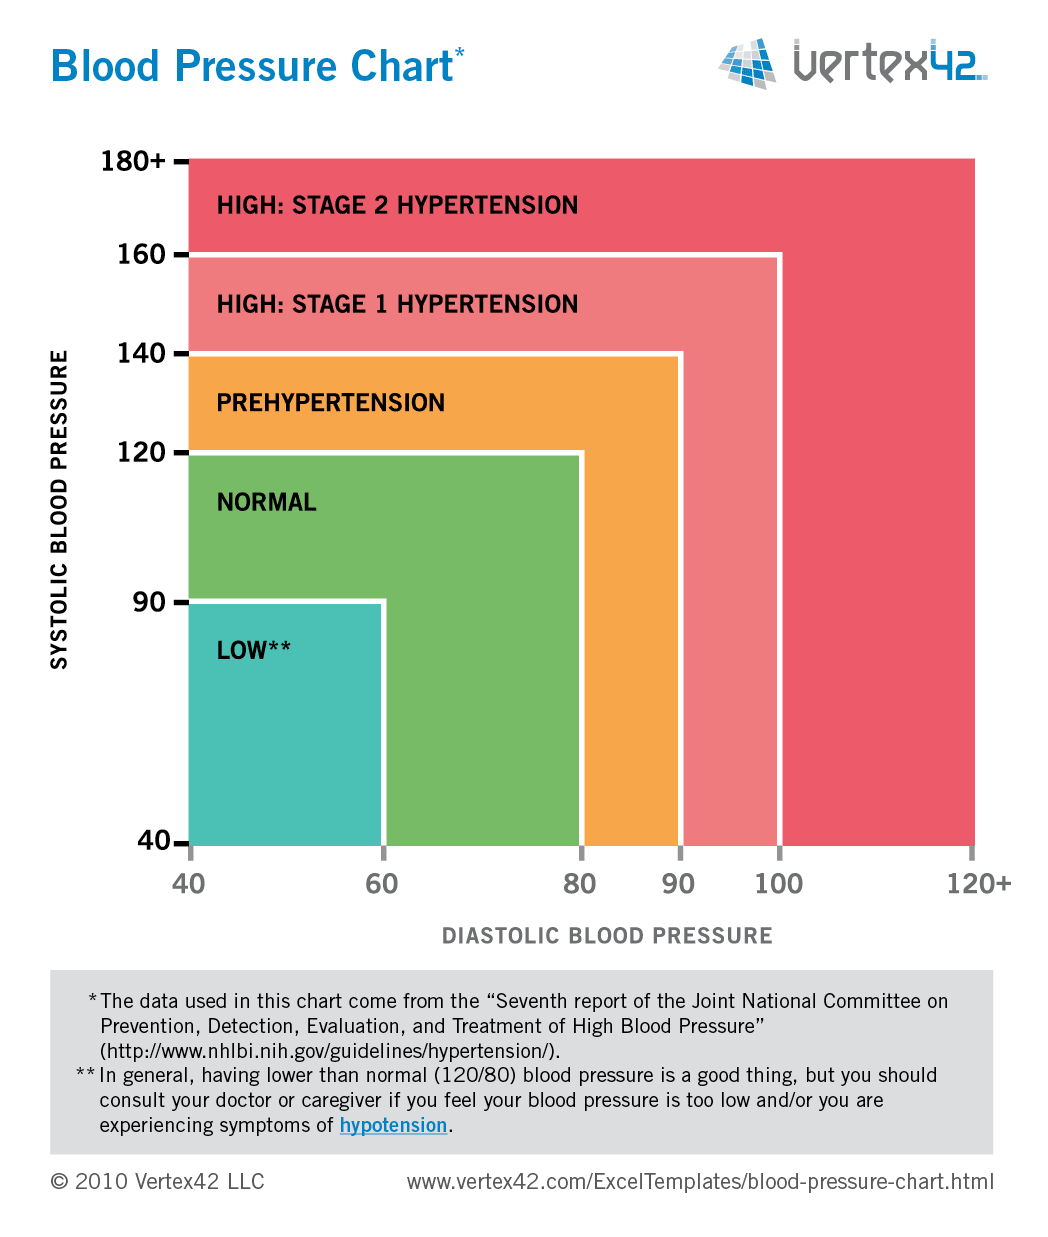 Blood Pressure Chart*
vertex42
180+
HIGH: STAGE 2 HYPERTENSION
160
HIGH: STAGE 1 HYPERTENSION
140
PREHYPERTENSION
120
NORMAL
90
LOW**
40
SYSTOLIC BLOOD PRESSURE
40 60 80 90 100 120+
DIASTOLIC BLOOD PRESSURE
* The data used in this chart come from the “Seventh report of the Joint National Committee on
Prevention, Detection, Evaluation, and Treatment of High Blood Pressure”
(http://www.nhlbi.nih.gov/guidelines/hypertension/).
** In general, having lower than normal (120/80) blood pressure is a good thing, but you should
consult your doctor or caregiver if you feel your blood pressure is too low and/or you are
experiencing symptoms of hypotension.
© 2010 Vertex42 LLC
www.vertex42.com/ExcelTemplates/blood-pressure-chart.html